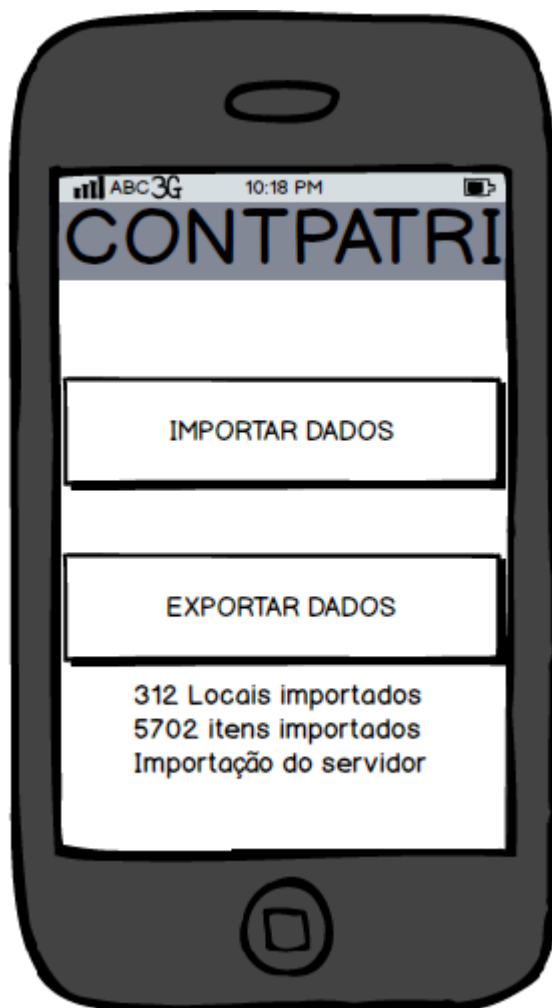 ABC 3G 10:18 PM
CONTPATRI
IMPORTAR DADOS
EXPORTAR DADOS
312 Locais importados
5702 itens importados
Importação do servidor